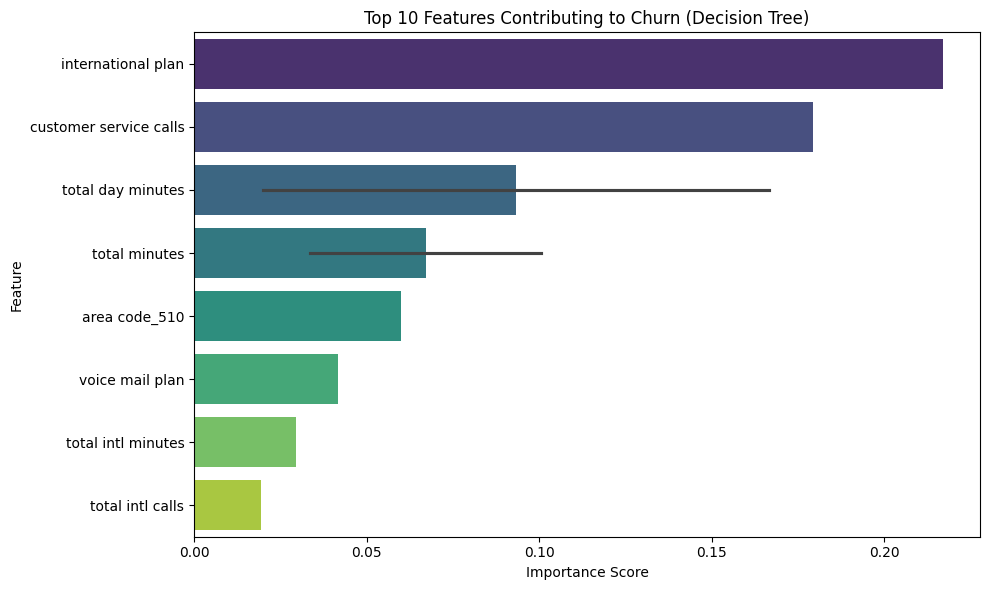 Top 10 Features Contributing to Churn (Decision Tree)
international plan
customer service calls
total day minutes
total minutes
area code_510
voice mail plan
total intl minutes
total intl calls
Feature
0.00
0.05
0.10
0.15
0.20
Importance Score